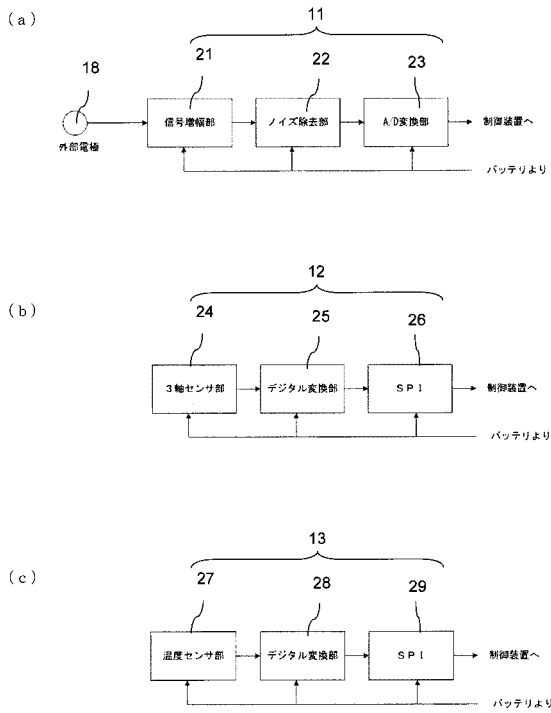 (a)
11
18
21
22
23
外部電極
信号増幅部
ノイズ除去部
A/D変換部
制御装置へ
バッテリより
(b)
12
24
25
26
3軸センサ部
デジタル変換部
SPI
制御装置へ
バッテリより
(c)
13
27
28
29
温度センサ部
デジタル変換部
SPI
制御装置へ
バッテリより